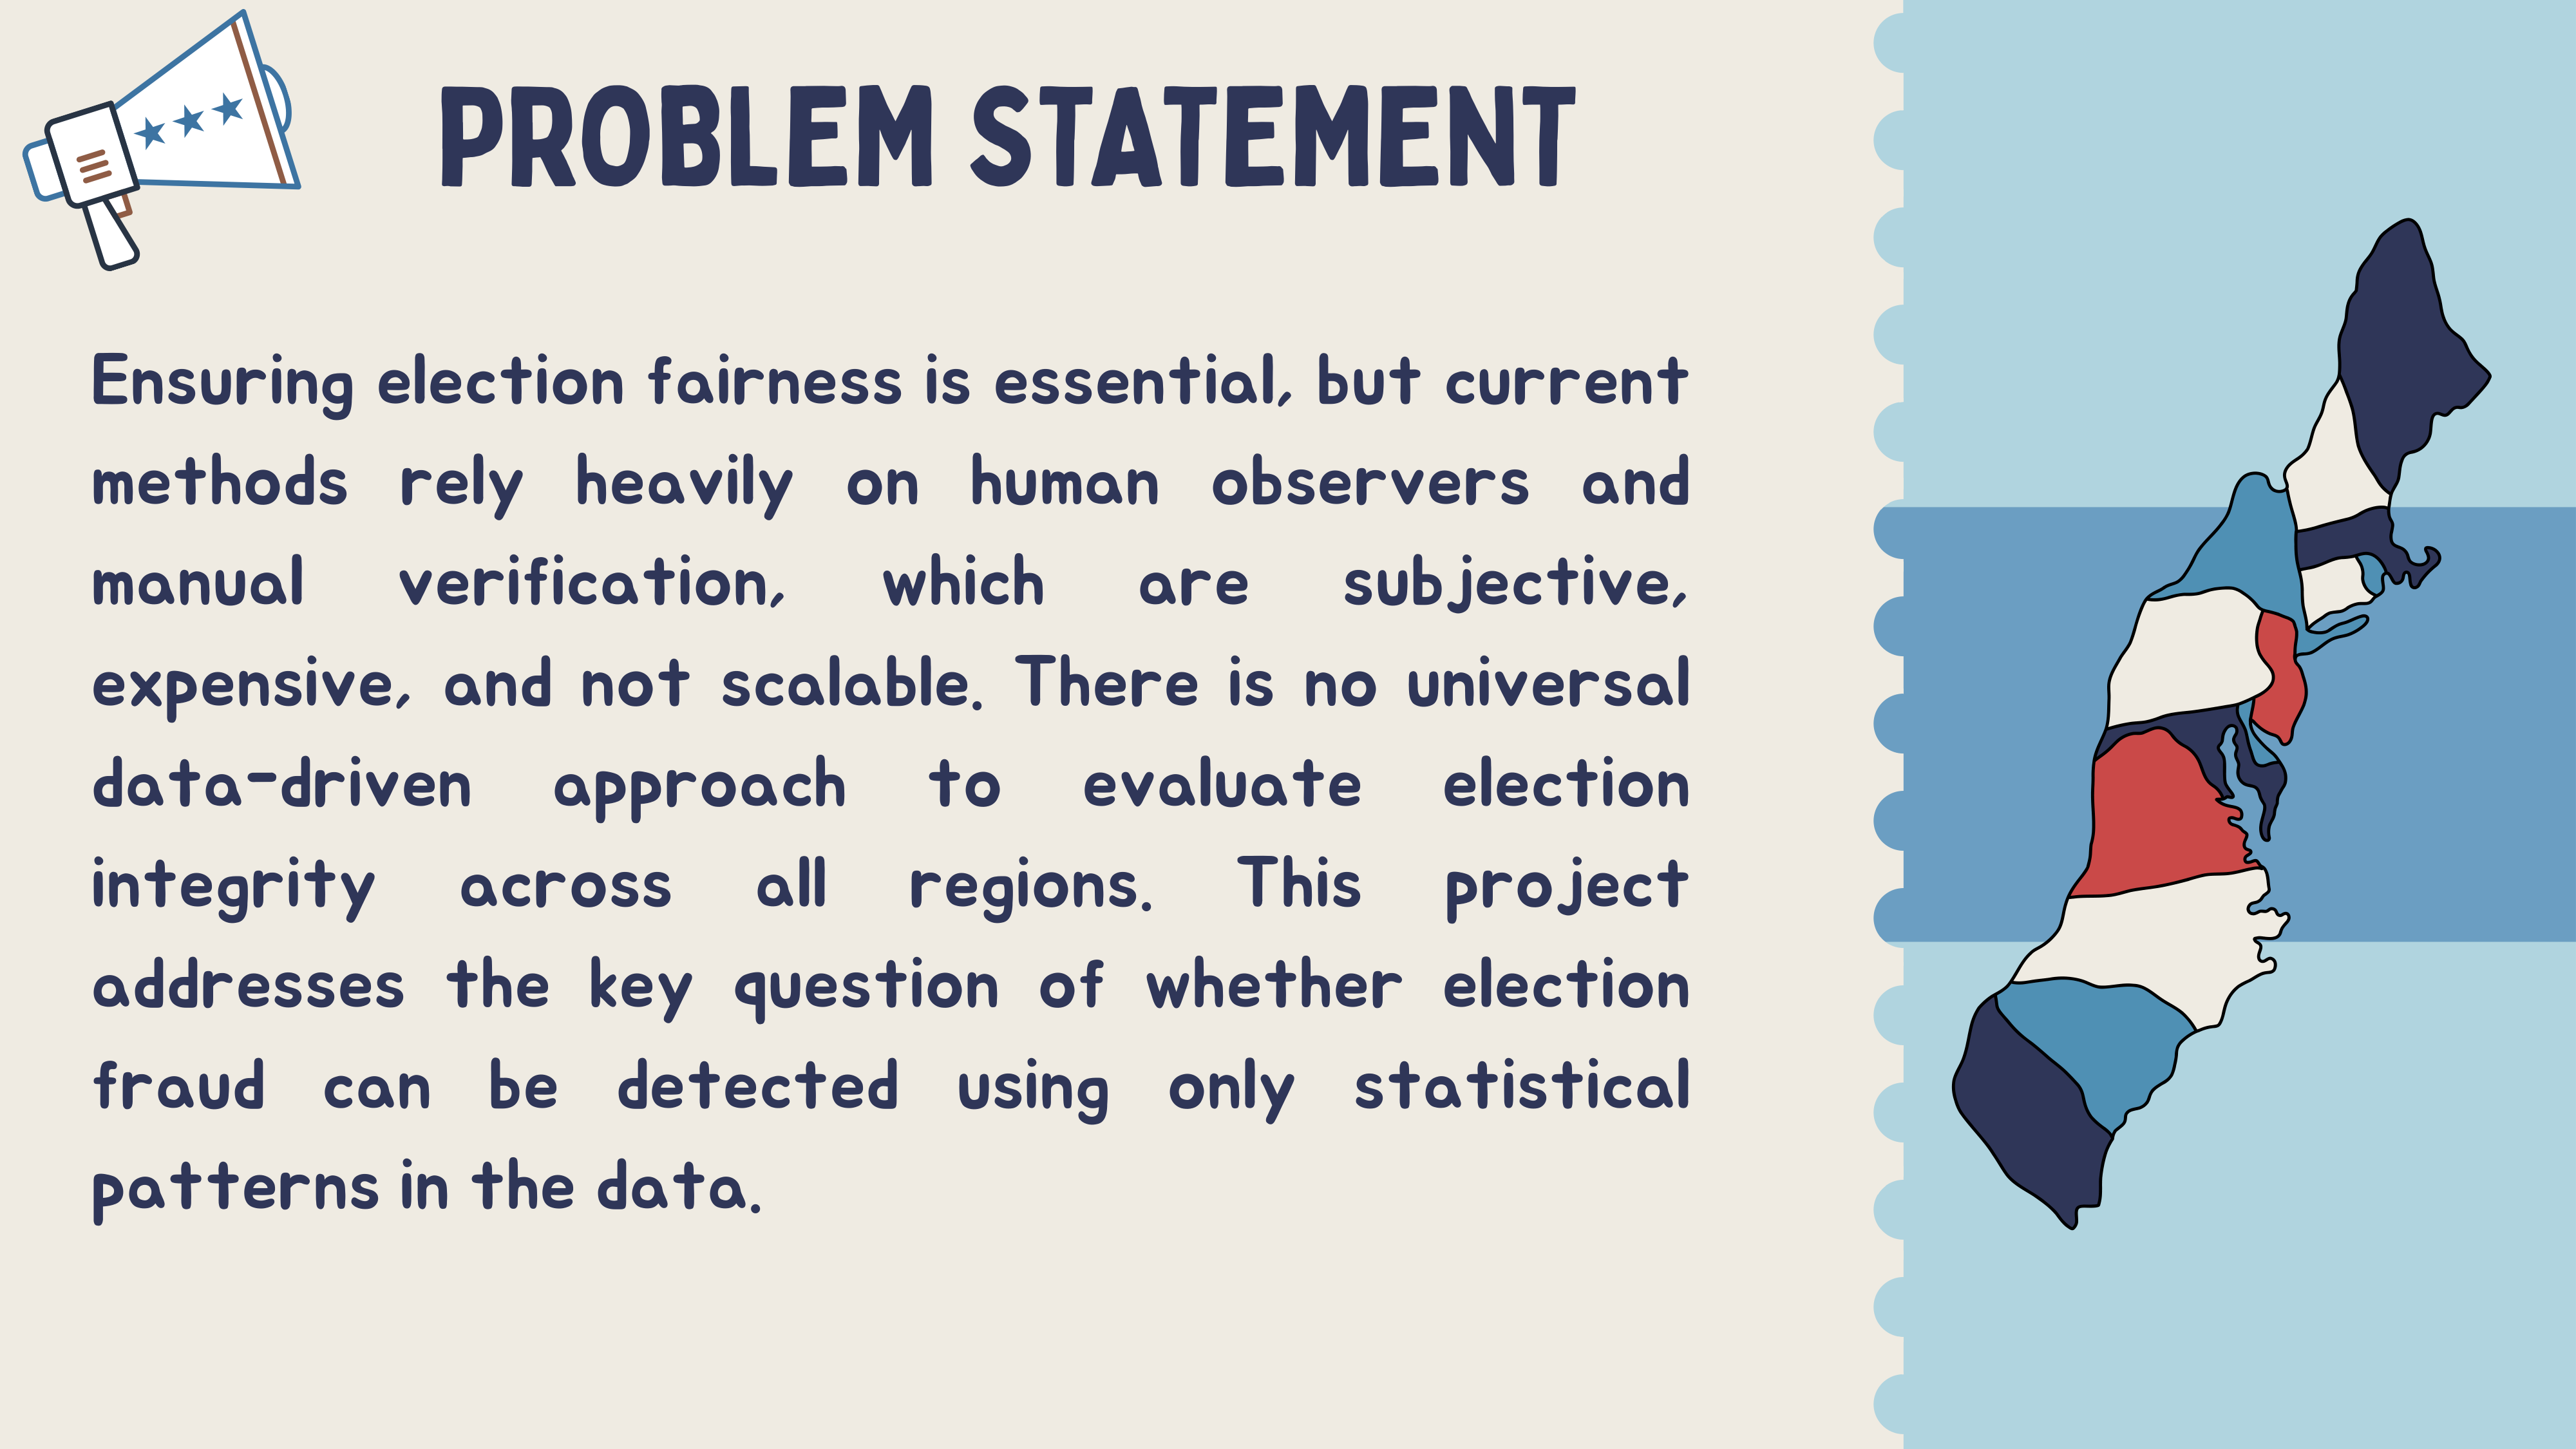 PROBLEM STATEMENT
Ensuring election fairness is essential, but current
methods rely heavily on human observers and
manual verification, which are subjective,
expensive, and not scalable. There is no universal
data-driven approach to evaluate election
integrity across all regions. This project
addresses the key question of whether election
fraud can be detected using only statistical
patterns in the data.